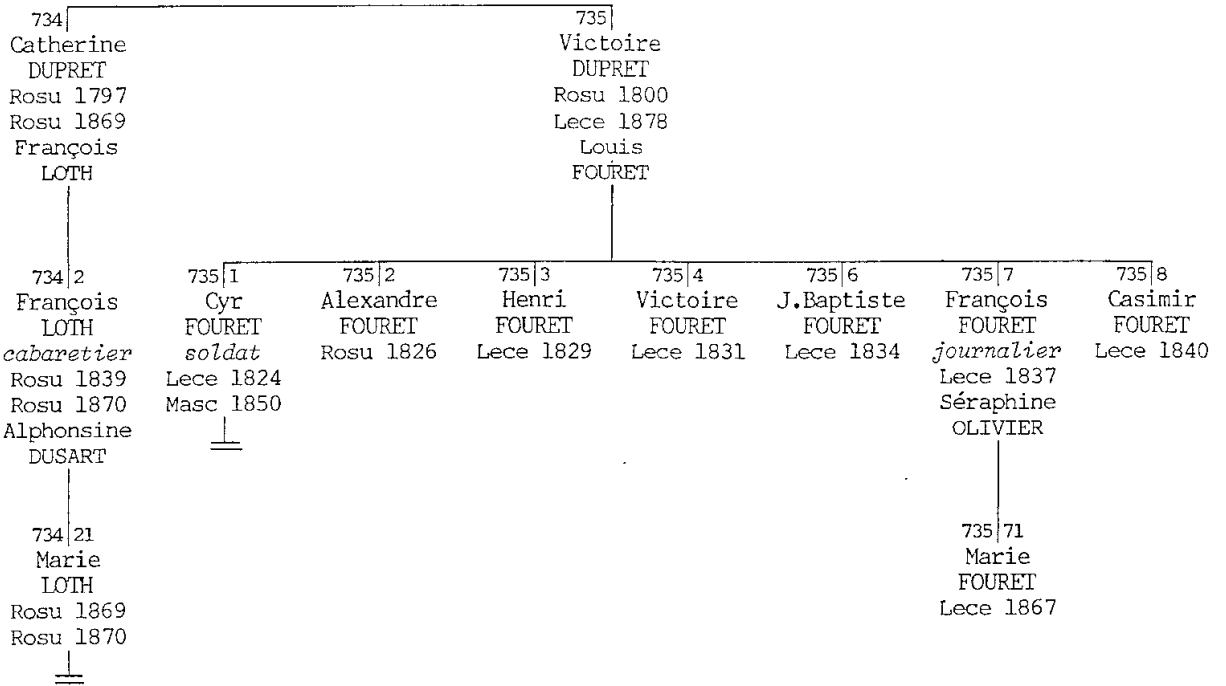 734
Catherine
DUPRET
Rosu 1797
Rosu 1869
François
LOTH
735
Victoire
DUPRET
Rosu 1800
Lece 1878
Louis
FOURET
734 2
François
LOTH
cabaretier
Rosu 1839
Rosu 1870
Alphonsine
DUSART
735 1
Cyr
FOURET
soldat
Lece 1824
Masc 1850
735 2
Alexandre
FOURET
Rosu 1826
735 3
Henri
FOURET
Lece 1829
735 4
Victoire
FOURET
Lece 1831
735 6
J.Baptiste
FOURET
Lece 1834
735 7
François
FOURET
journalier
Lece 1837
Séraphine
OLIVIER
735 8
Casimir
FOURET
Lece 1840
734 21
Marie
LOTH
Rosu 1869
Rosu 1870
735 71
Marie
FOURET
Lece 1867